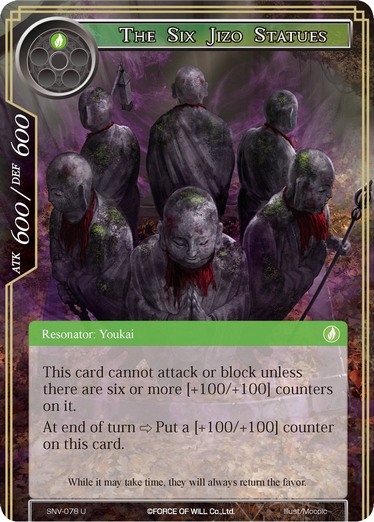 The Six Jizo Statues
ATK 600 / DEF 600
Resonator: Youkai
This card cannot attack or block unless
there are six or more [+100/+100] counters
on it.
At end of turn ⇨ Put a [+100/+100] counter
on this card.
While it may take time, they will always return the favor.
SNV-078 U ©FORCE OF WILL Co.,Ltd. Illust/Moopic